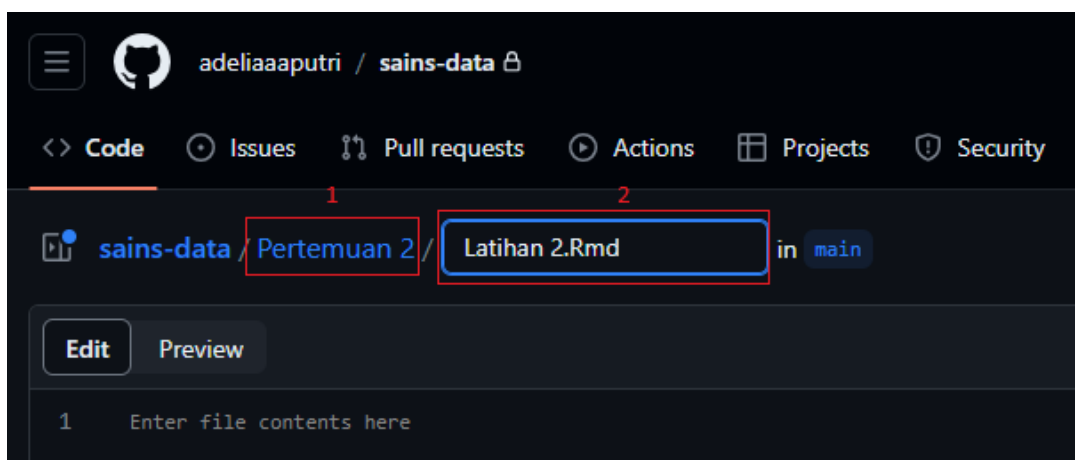 adeliaaaputri / sains-data
<> Code Issues Pull requests Actions Projects Security
1 2
sains-data / Pertemuan 2 / Latihan 2.Rmd in main
Edit Preview
1 Enter file contents here